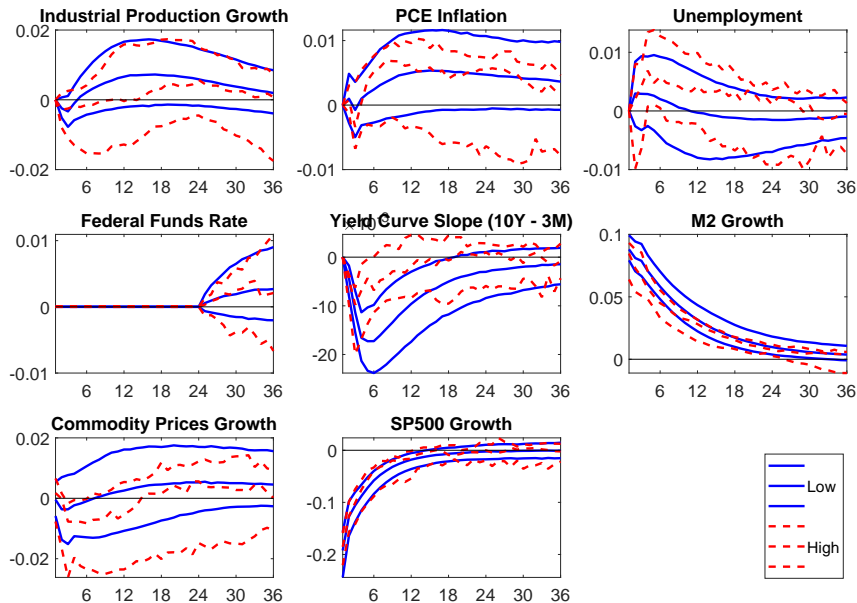 Industrial Production Growth
PCE Inflation
Unemployment
0.02
0
-0.02
6 12 18 24 30 36
0.01
0
-0.01
6 12 18 24 30 36
0.01
0
-0.01
6 12 18 24 30 36
Federal Funds Rate
Yield Curve Slope (10Y - 3M)
M2 Growth
0.01
0
-0.01
6 12 18 24 30 36
0
-10
-20
6 12 18 24 30 36
0.1
0.05
0
6 12 18 24 30 36
Commodity Prices Growth
SP500 Growth
0.02
0
-0.02
6 12 18 24 30 36
0
-0.1
-0.2
6 12 18 24 30 36
Low
High